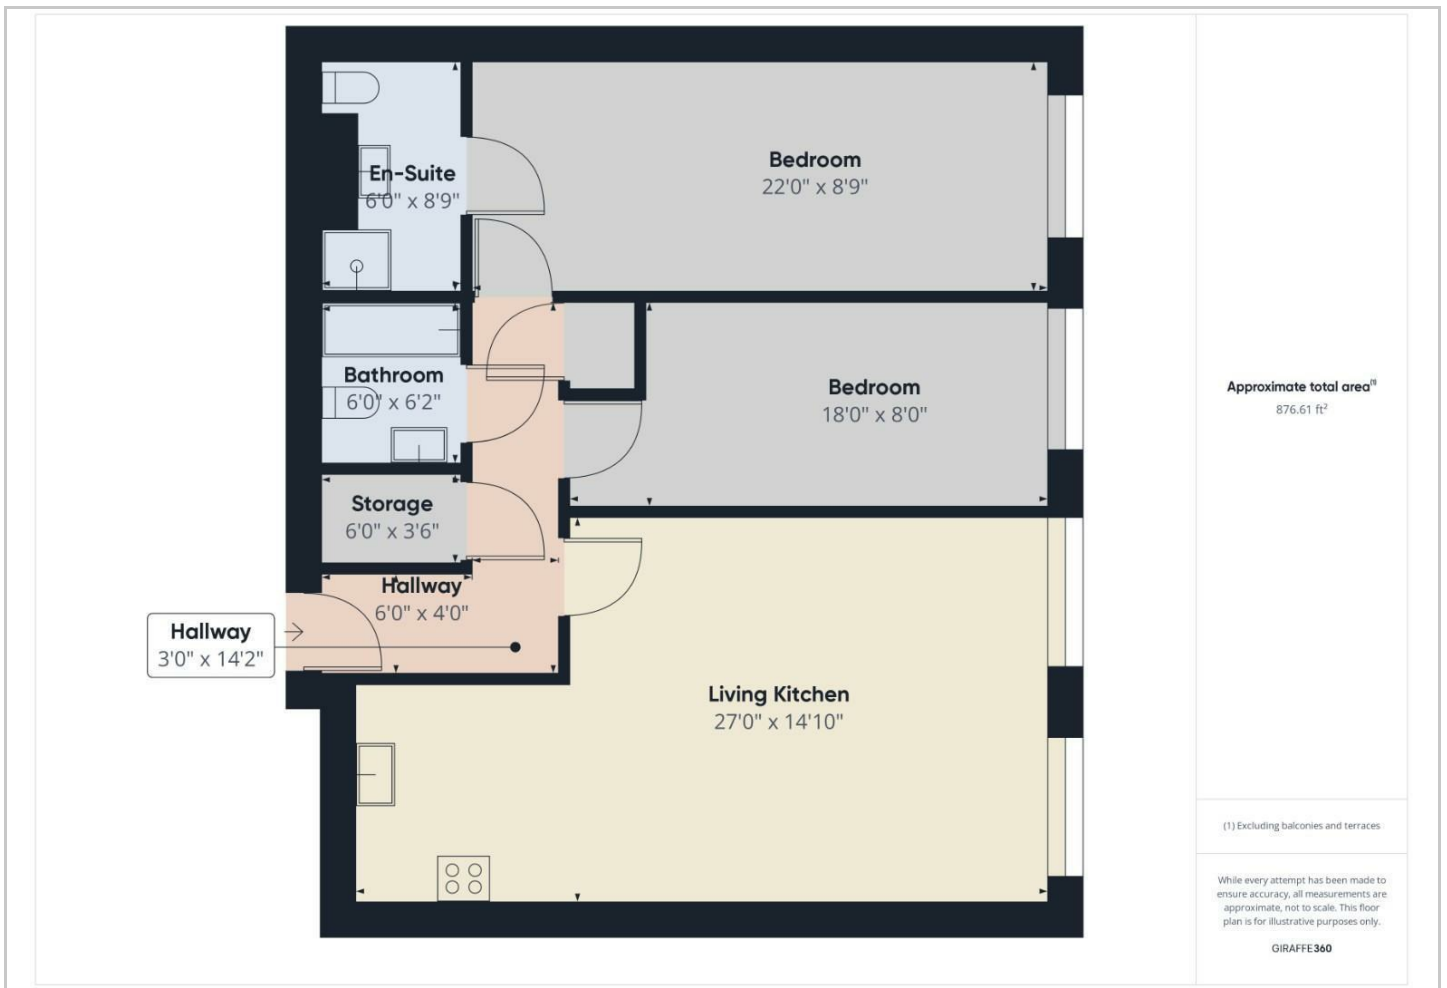 En-Suite
6'0" x 8'9"
Bedroom
22'0" x 8'9"
Bathroom
6'0" x 6'2"
Bedroom
18'0" x 8'0"
Storage
6'0" x 3'6"
Hallway
6'0" x 4'0"
Hallway
3'0" x 14'2"
Living Kitchen
27'0" x 14'10"
Approximate total area⁽¹⁾
876.61 ft²
(1) Excluding balconies and terraces
While every attempt has been made to
ensure accuracy, all measurements are
approximate, not to scale. This floor
plan is for illustrative purposes only.
GIRAFFE360